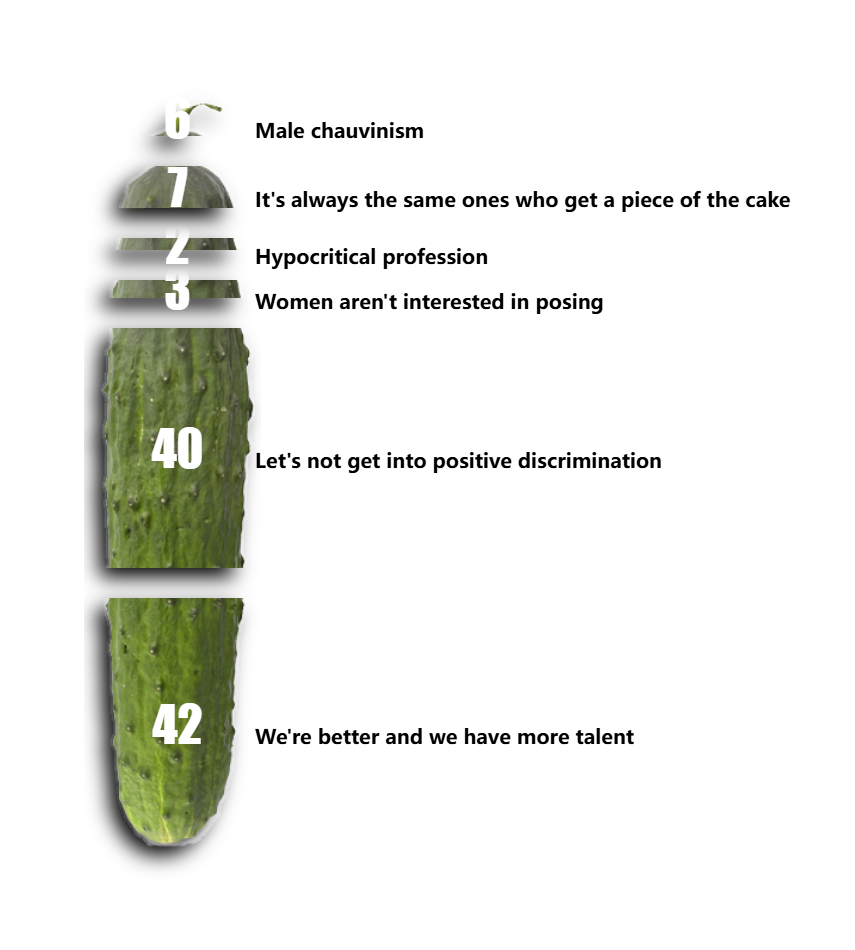 6
Male chauvinism
7
It's always the same ones who get a piece of the cake
2
Hypocritical profession
3
Women aren't interested in posing
40
Let's not get into positive discrimination
42
We're better and we have more talent